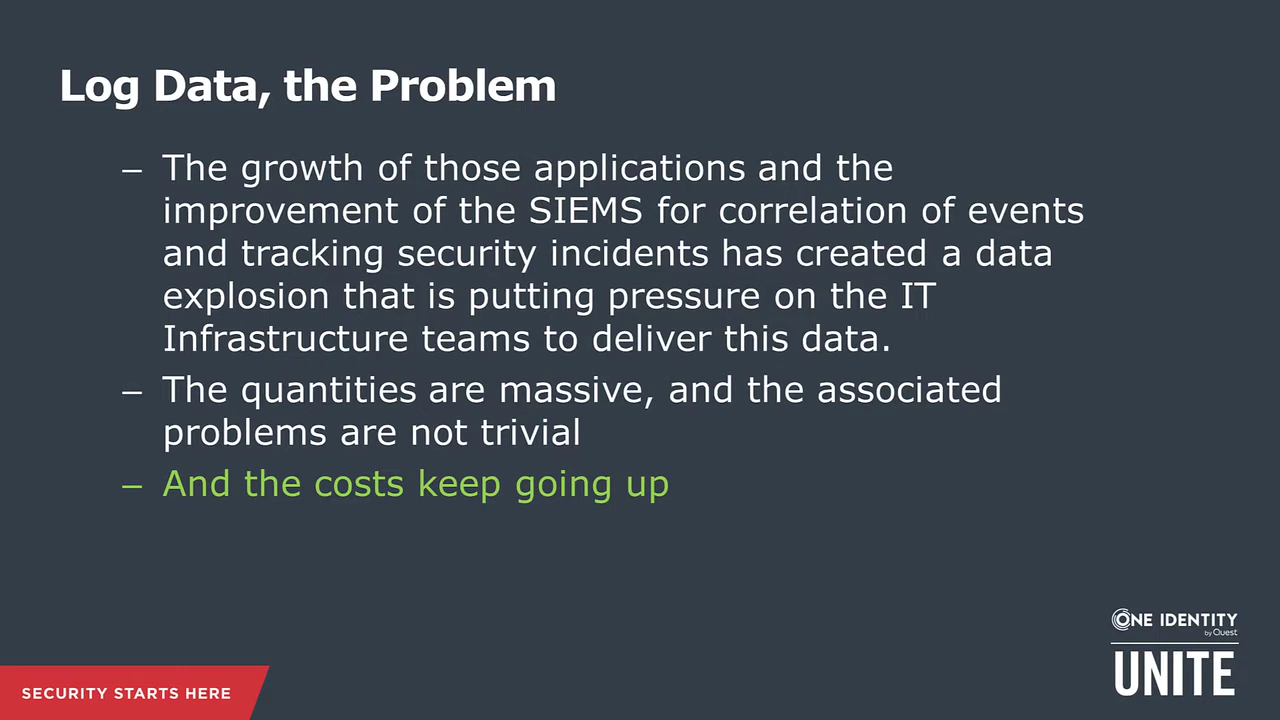 Log Data, the Problem
– The growth of those applications and the
improvement of the SIEMS for correlation of events
and tracking security incidents has created a data
explosion that is putting pressure on the IT
Infrastructure teams to deliver this data.
– The quantities are massive, and the associated
problems are not trivial
– And the costs keep going up
ONE IDENTITY
by Quest
UNITE
SECURITY STARTS HERE